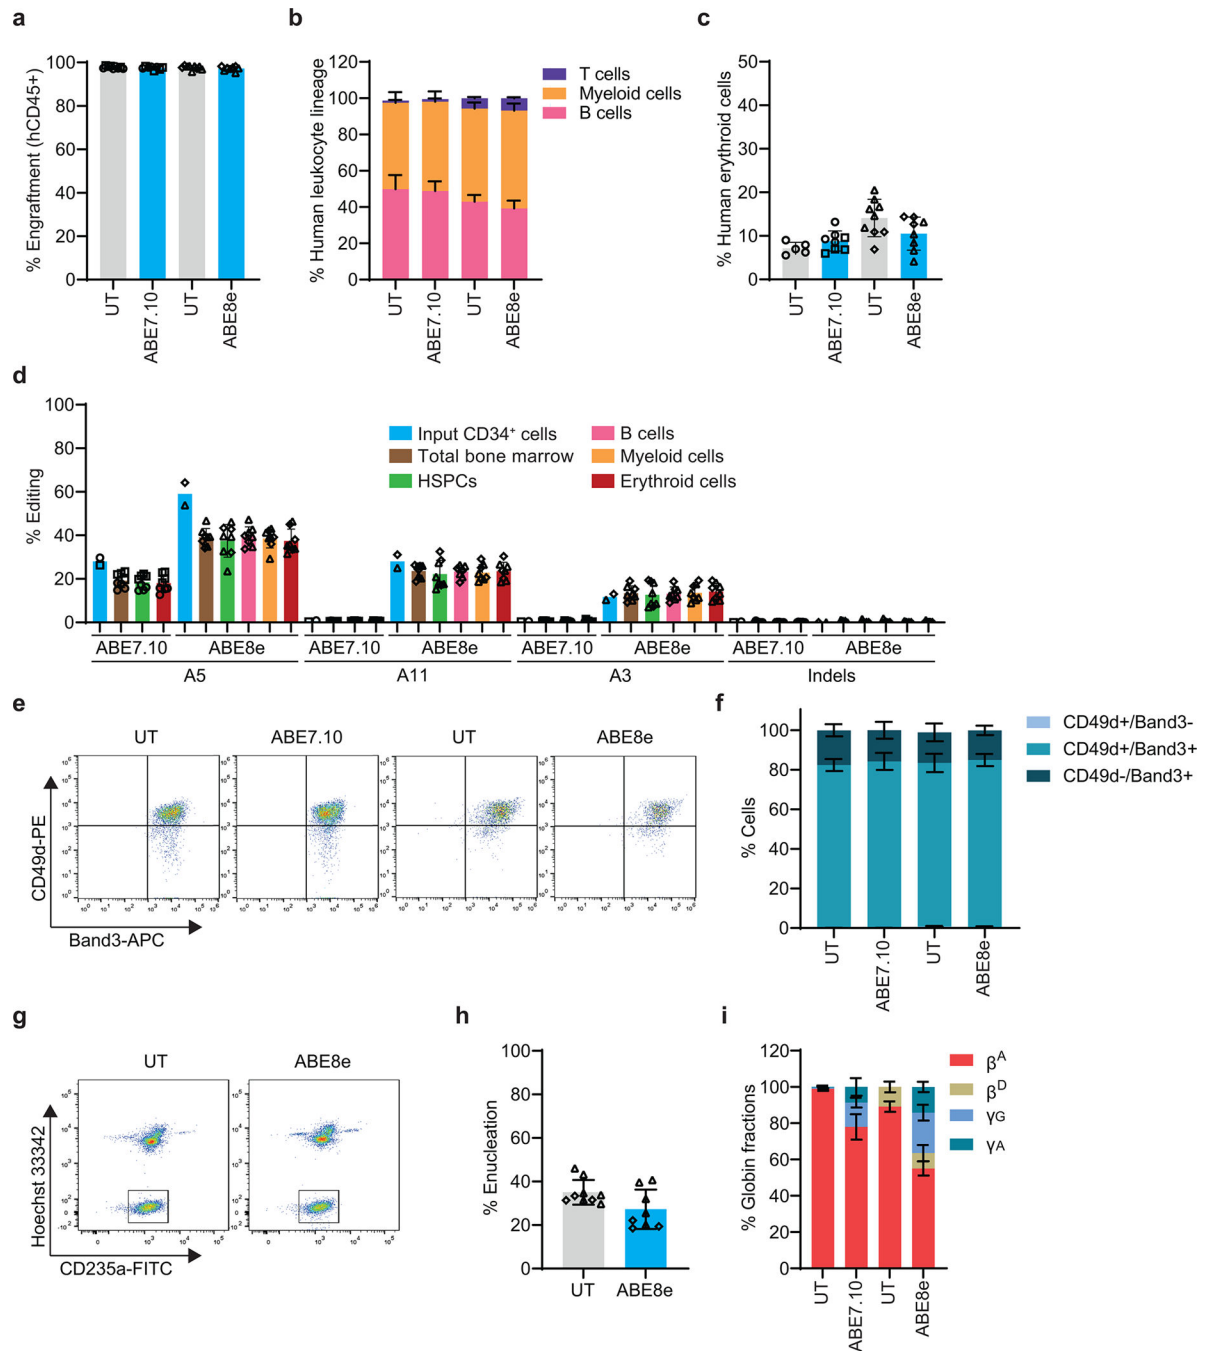 a
% Engraftment (hCD45+)
100
80
60
40
20
0
UT
ABE7.10
UT
ABE8e
b
% Human leukocyte lineage
120
100
80
60
40
20
0
UT
ABE7.10
UT
ABE8e
T cells
Myeloid cells
B cells
c
% Human erythroid cells
50
40
30
20
10
0
UT
ABE7.10
UT
ABE8e
d
% Editing
100
80
60
40
20
0
Input CD34⁺ cells
Total bone marrow
HSPCs
B cells
Myeloid cells
Erythroid cells
ABE7.10 ABE8e ABE7.10 ABE8e ABE7.10 ABE8e ABE7.10 ABE8e
A5 A11 A3 Indels
e
UT ABE7.10 UT ABE8e
CD49d-PE
Band3-APC
f
% Cells
100
80
60
40
20
0
UT
ABE7.10
UT
ABE8e
CD49d+/Band3-
CD49d+/Band3+
CD49d-/Band3+
g
UT ABE8e
Hoechst 33342
CD235a-FITC
h
% Enucleation
100
80
60
40
20
0
UT ABE8e
i
% Globin fractions
120
100
80
60
40
20
0
UT
ABE7.10
UT
ABE8e
βᴬ
βᴰ
γG
γA